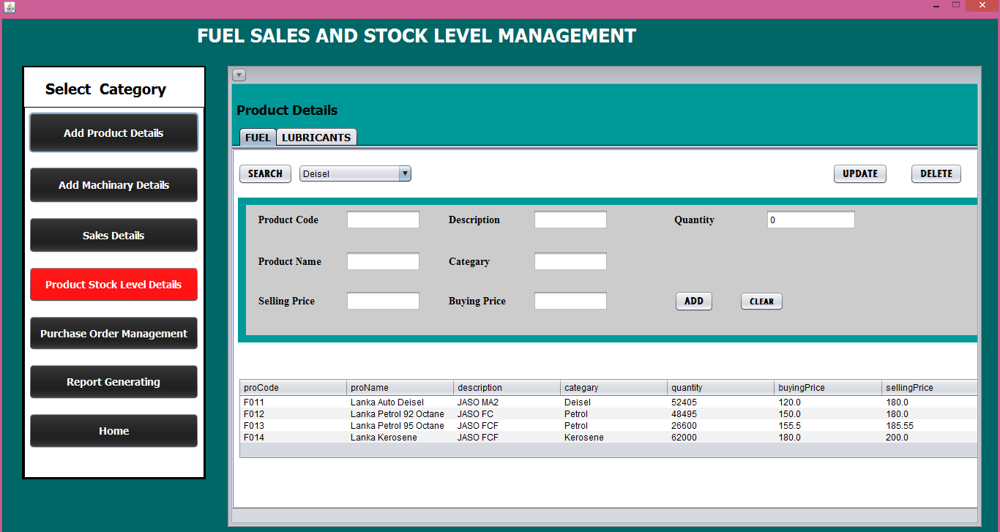 FUEL SALES AND STOCK LEVEL MANAGEMENT
Select Category
Add Product Details
Add Machinary Details
Sales Details
Product Stock Level Details
Purchase Order Management
Report Generating
Home
Product Details
FUEL LUBRICANTS
SEARCH Deisel UPDATE DELETE
Product Code Description Quantity 0
Product Name Categary
Selling Price Buying Price ADD CLEAR
proCode proName description categary quantity buyingPrice sellingPrice
F011 Lanka Auto Deisel JASO MA2 Deisel 52405 120.0 180.0
F012 Lanka Petrol 92 Octane JASO FC Petrol 48495 150.0 180.0
F013 Lanka Petrol 95 Octane JASO FCF Petrol 26600 155.5 185.55
F014 Lanka Kerosene JASO FCF Kerosene 62000 180.0 200.0